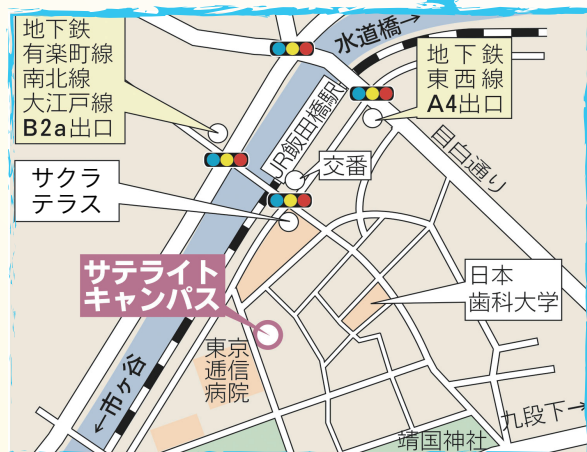 地下鉄
有楽町線
南北線
大江戸線
B2a出口
水道橋→
地下鉄
東西線
A4出口
JR飯田橋駅
目白通り
交番
サクラ
テラス
サテライト
キャンパス
日本
歯科大学
東京
逓信
病院
←市ヶ谷
九段下→
靖国神社